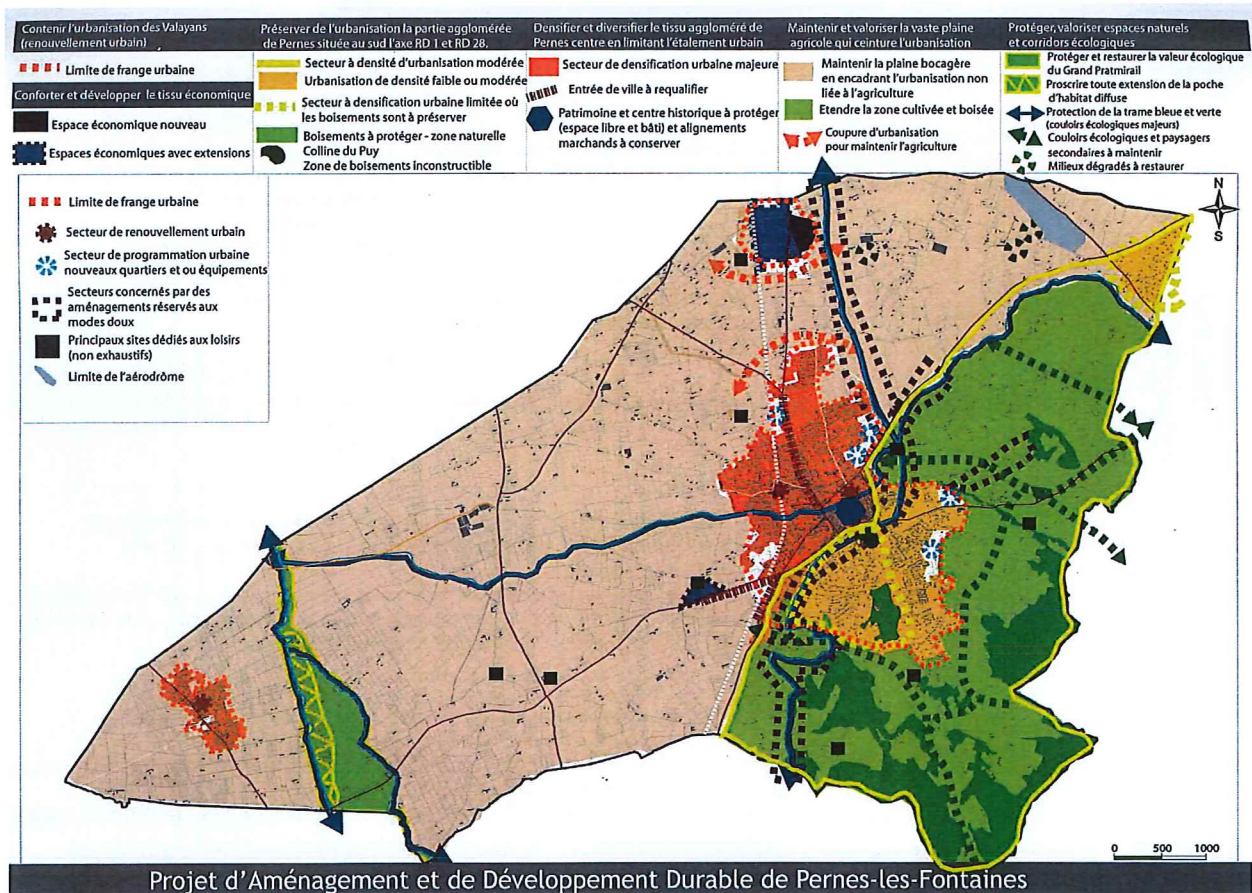 Contenir l'urbanisation des Valayans
(renouvellement urbain)
Limite de frange urbaine
Conforter et développer le tissu économique
Espace économique nouveau
Espaces économiques avec extensions
Préserver de l'urbanisation la partie agglomérée
de Pernes située au sud l'axe RD 1 et RD 28.
Secteur à densité d'urbanisation modérée
Urbanisation de densité faible ou modérée
Secteur à densification urbaine limitée où
les boisements sont à préserver
Boisements à protéger - zone naturelle
Colline du Puy
Zone de boisements inconstructible
Densifier et diversifier le tissu aggloméré de
Pernes centre en limitant l'étalement urbain
Secteur de densification urbaine majeure
Entrée de ville à requalifier
Patrimoine et centre historique à protéger
(espace libre et bâti) et alignements
marchands à conserver
Maintenir et valoriser la vaste plaine
agricole qui ceinture l'urbanisation
Maintenir la plaine bocagère
en encadrant l'urbanisation non
liée à l'agriculture
Etendre la zone cultivée et boisée
Coupure d'urbanisation
pour maintenir l'agriculture
Protéger, valoriser espaces naturels
et corridors écologiques
Protéger et restaurer la valeur écologique
du Grand Pratmirail
Proscrire toute extension de la poche
d'habitat diffuse
Protection de la trame bleue et verte
(couloirs écologiques majeurs)
Couloirs écologiques et paysagers
secondaires à maintenir
Milieux dégradés à restaurer
Limite de frange urbaine
Secteur de renouvellement urbain
Secteur de programmation urbaine
nouveaux quartiers et ou équipements
Secteurs concernés par des
aménagements réservés aux
modes doux
Principaux sites dédiés aux loisirs
(non exhaustifs)
Limite de l'aérodrôme
N
S
0 500 1000
Projet d'Aménagement et de Développement Durable de Pernes-les-Fontaines